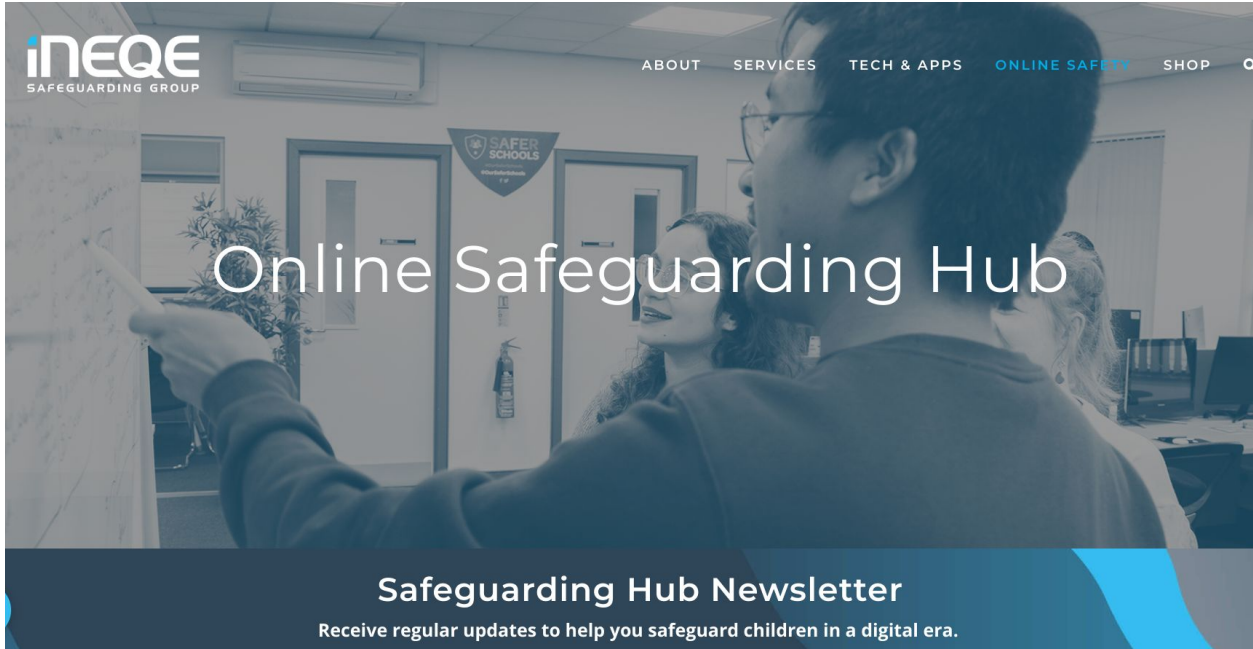 iNEQE
SAFEGUARDING GROUP
ABOUT SERVICES TECH & APPS ONLINE SAFETY SHOP
SAFER
SCHOOLS
Online Safeguarding Hub
Safeguarding Hub Newsletter
Receive regular updates to help you safeguard children in a digital era.